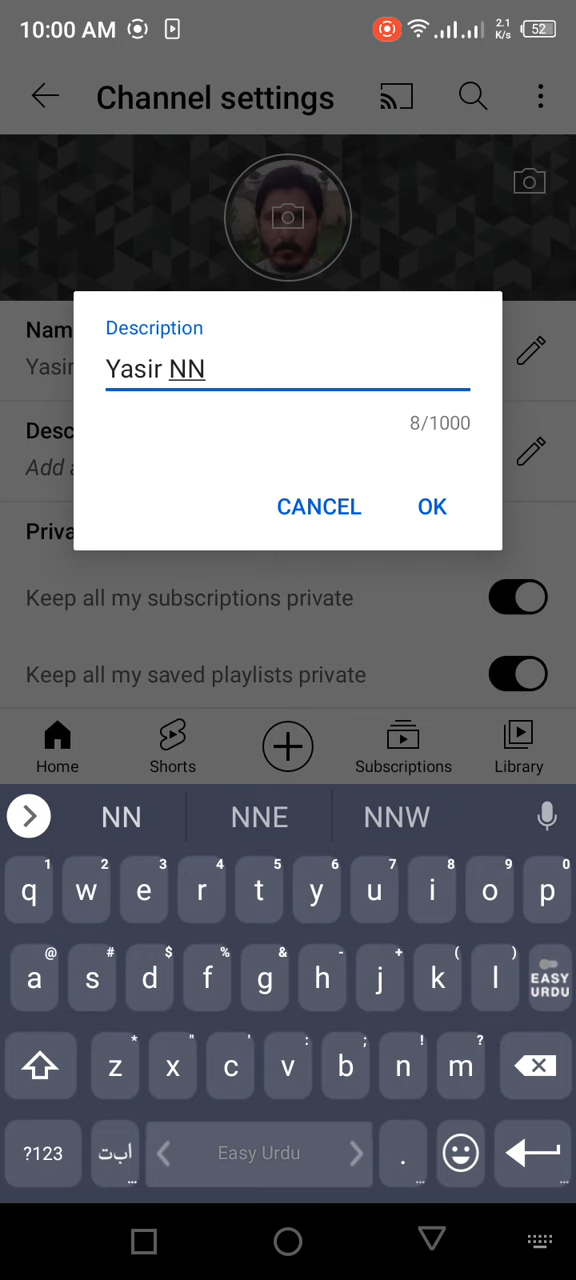 10:00 AM 2.1 K/s 52
Channel settings
Nam
Yasir
Description
Yasir NN
8/1000
CANCEL OK
Desc
Add a
Priva
Keep all my subscriptions private
Keep all my saved playlists private
Home Shorts Subscriptions Library
NN NNE NNW
1 2 3 4 5 6 7 8 9 0
q w e r t y u i o p
@ # $ % & - + ( )
a s d f g h j k l EASY URDU
* " ' : ; ! ?
z x c v b n m
?123 ا ب ت ... Easy Urdu . ... ...